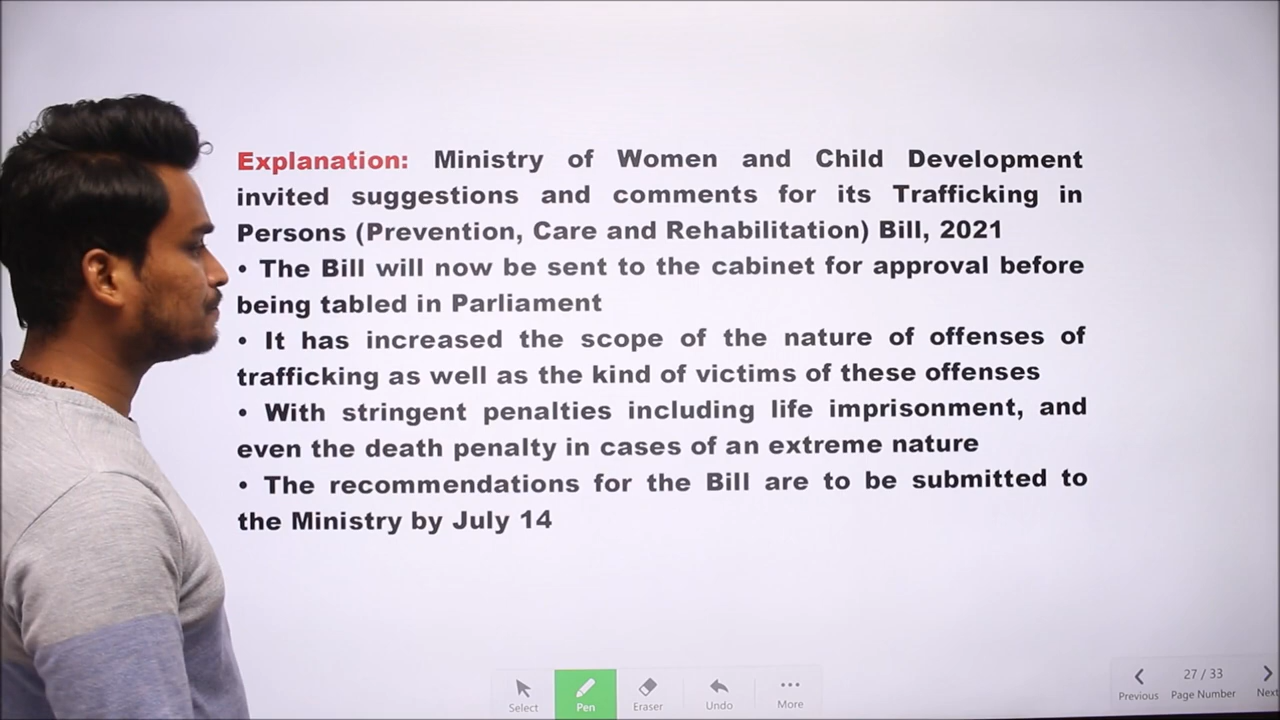 Explanation: Ministry of Women and Child Development
invited suggestions and comments for its Trafficking in
Persons (Prevention, Care and Rehabilitation) Bill, 2021
• The Bill will now be sent to the cabinet for approval before
being tabled in Parliament
• It has increased the scope of the nature of offenses of
trafficking as well as the kind of victims of these offenses
• With stringent penalties including life imprisonment, and
even the death penalty in cases of an extreme nature
• The recommendations for the Bill are to be submitted to
the Ministry by July 14
Select Pen Eraser Undo More
27 / 33
Previous Page Number Next